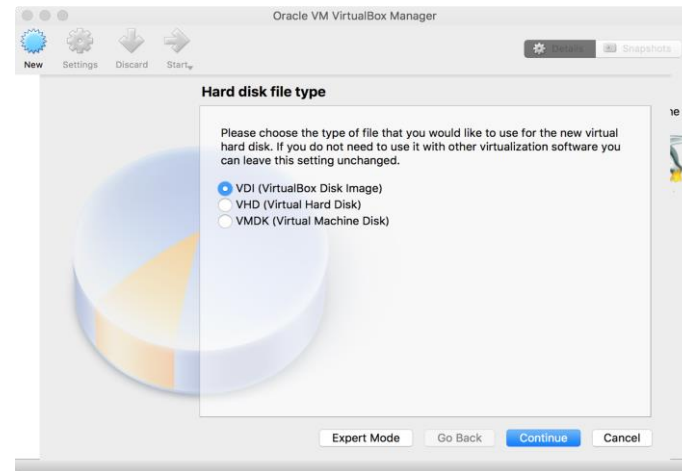 Oracle VM VirtualBox Manager
New Settings Discard Start
Details Snapshots
Hard disk file type
Please choose the type of file that you would like to use for the new virtual
hard disk. If you do not need to use it with other virtualization software you
can leave this setting unchanged.
VDI (VirtualBox Disk Image)
VHD (Virtual Hard Disk)
VMDK (Virtual Machine Disk)
Expert Mode Go Back Continue Cancel